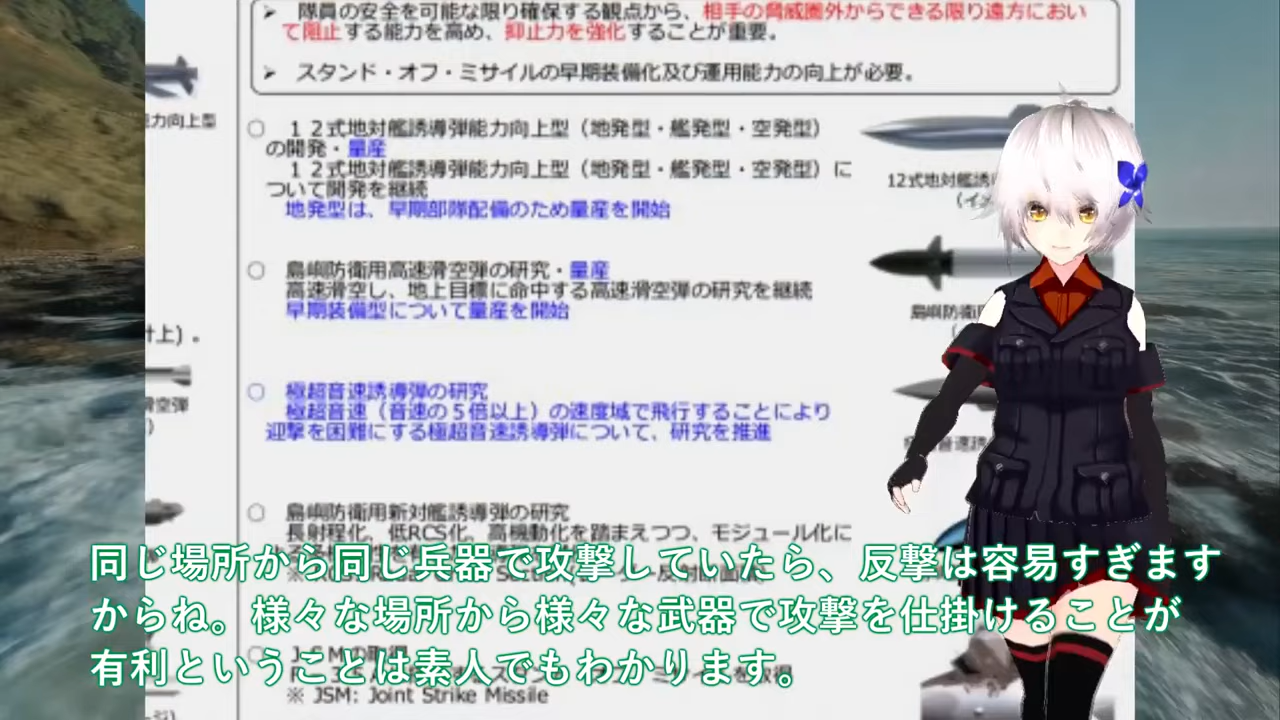 ➢ 隊員の安全を可能な限り確保する観点から、相手の脅威圏外からできる限り遠方におい
て阻止する能力を高め、抑止力を強化することが重要。
➢ スタンド・オフ・ミサイルの早期装備化及び運用能力の向上が必要。
能力向上型
○ １２式地対艦誘導弾能力向上型（地発型・艦発型・空発型）
の開発・量産
１２式地対艦誘導弾能力向上型（地発型・艦発型・空発型）に
ついて開発を継続
地発型は、早期部隊配備のため量産を開始
12式地対艦誘
（イメ
○ 島嶼防衛用高速滑空弾の研究・量産
高速滑空し、地上目標に命中する高速滑空弾の研究を継続
早期装備型について量産を開始
島嶼防衛
計上）。
○ 極超音速誘導弾の研究
極超音速（音速の５倍以上）の速度域で飛行することにより
迎撃を困難にする極超音速誘導弾について、研究を推進
滑空弾
）
○ 島嶼防衛用新対艦誘導弾の研究
長射程化、低RCS化、高機動化を踏まえつつ、モジュール化に
同じ場所から同じ兵器で攻撃していたら、反撃は容易すぎます
からね。様々な場所から様々な武器で攻撃を仕掛けることが
有利ということは素人でもわかります。
※ JSM: Joint Strike Missile